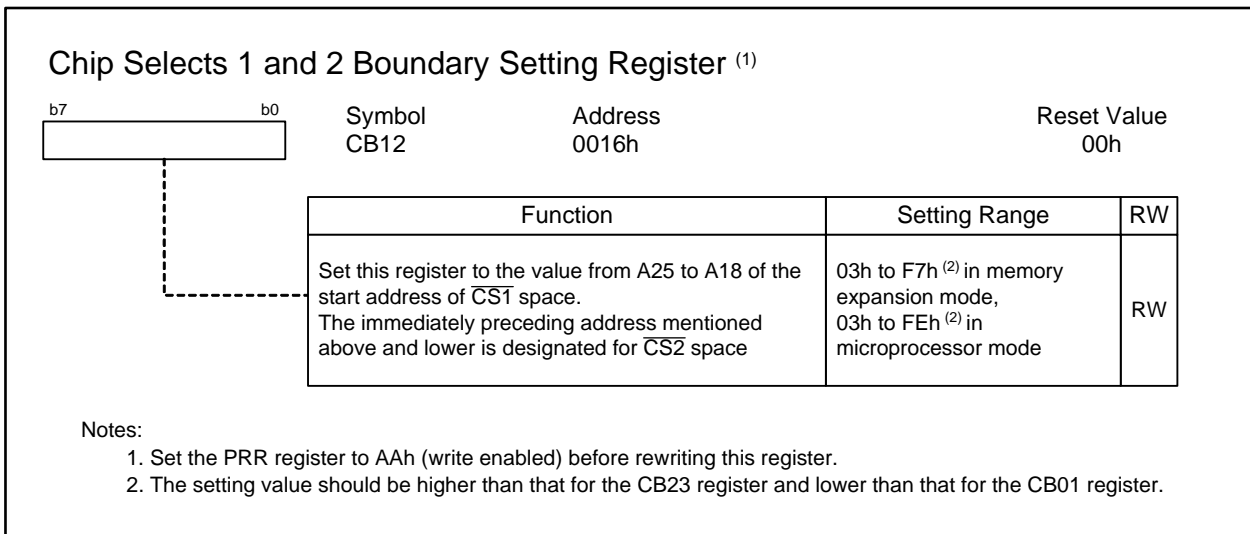 Chip Selects 1 and 2 Boundary Setting Register (1)
b7 b0
Symbol Address Reset Value
CB12 0016h 00h
Function Setting Range RW
Set this register to the value from A25 to A18 of the
start address of CS1 space.
The immediately preceding address mentioned
above and lower is designated for CS2 space
03h to F7h (2) in memory
expansion mode,
03h to FEh (2) in
microprocessor mode
RW
Notes:
1. Set the PRR register to AAh (write enabled) before rewriting this register.
2. The setting value should be higher than that for the CB23 register and lower than that for the CB01 register.